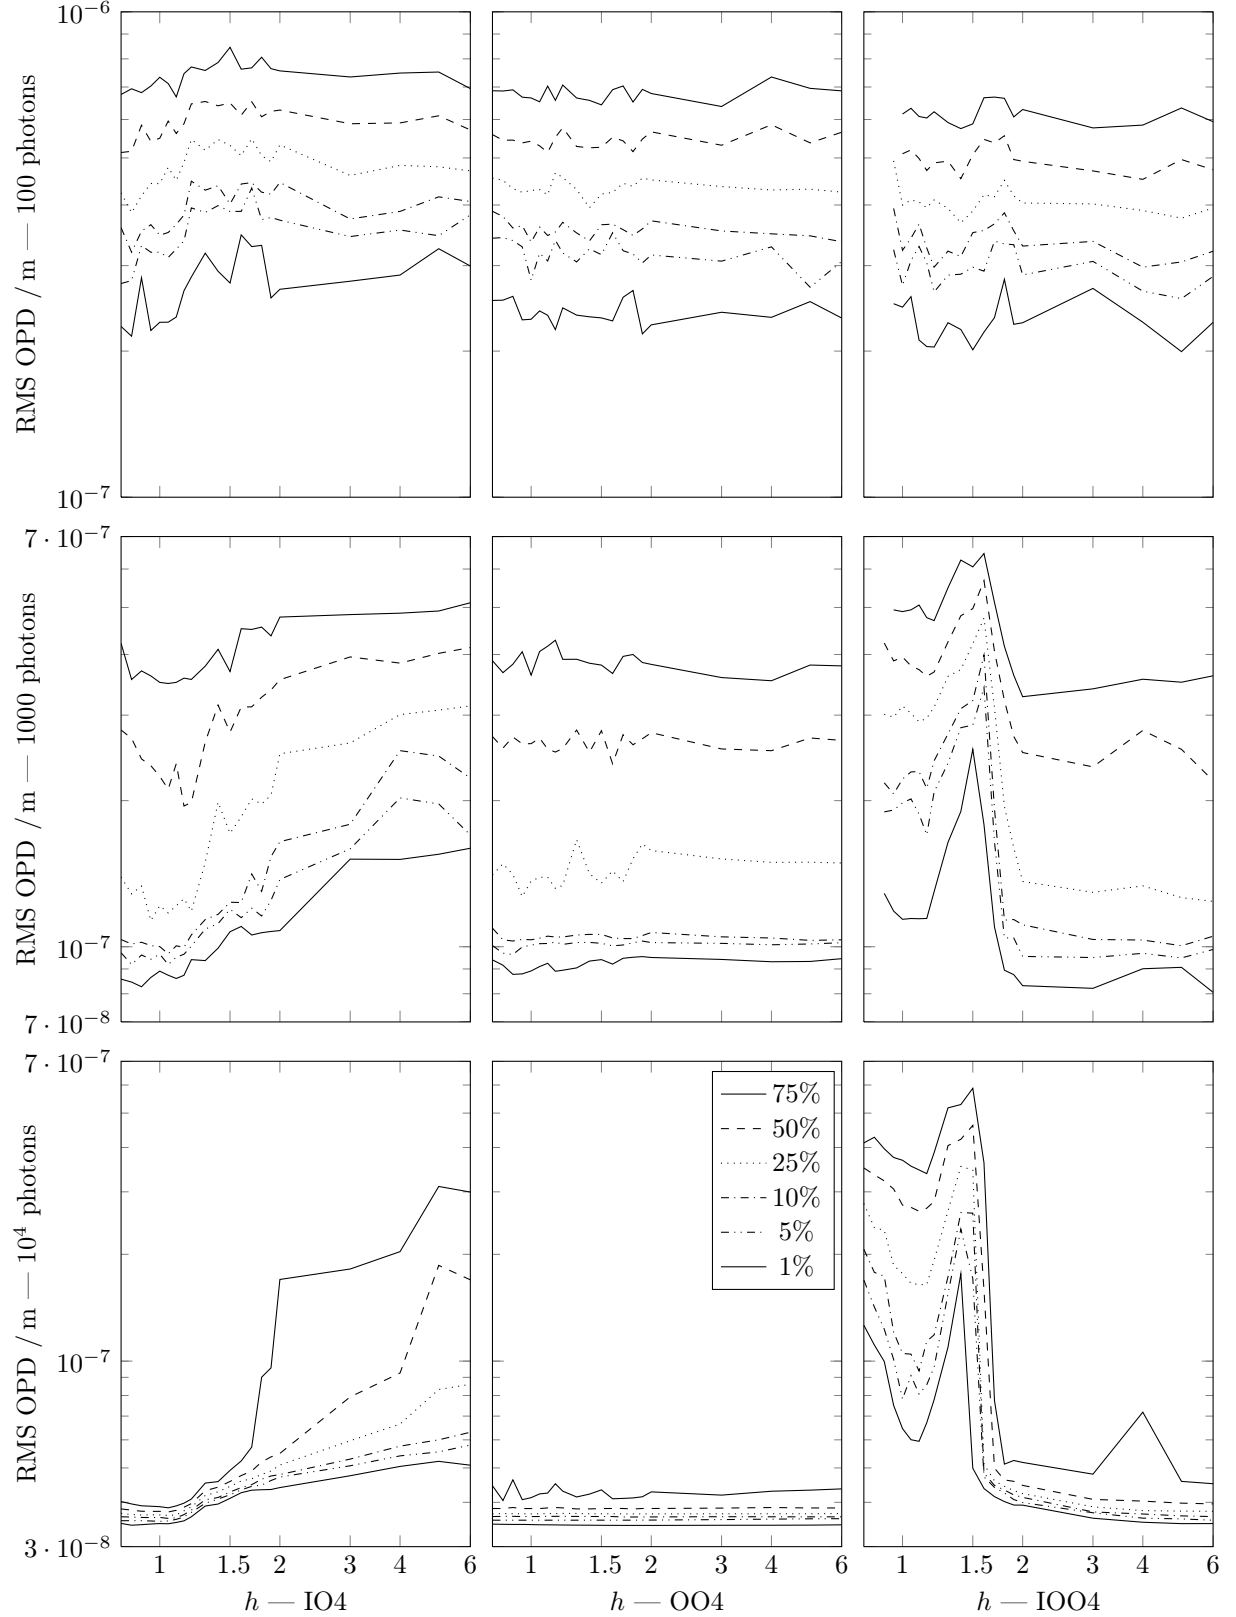 10⁻⁶
RMS OPD / m — 100 photons
10⁻⁷
7 · 10⁻⁷
RMS OPD / m — 1000 photons
10⁻⁷
7 · 10⁻⁸
7 · 10⁻⁷
RMS OPD / m — 10⁴ photons
10⁻⁷
3 · 10⁻⁸
75%
50%
25%
10%
5%
1%
1 1.5 2 3 4 6
1 1.5 2 3 4 6
1 1.5 2 3 4 6
h — IO4
h — OO4
h — IOO4